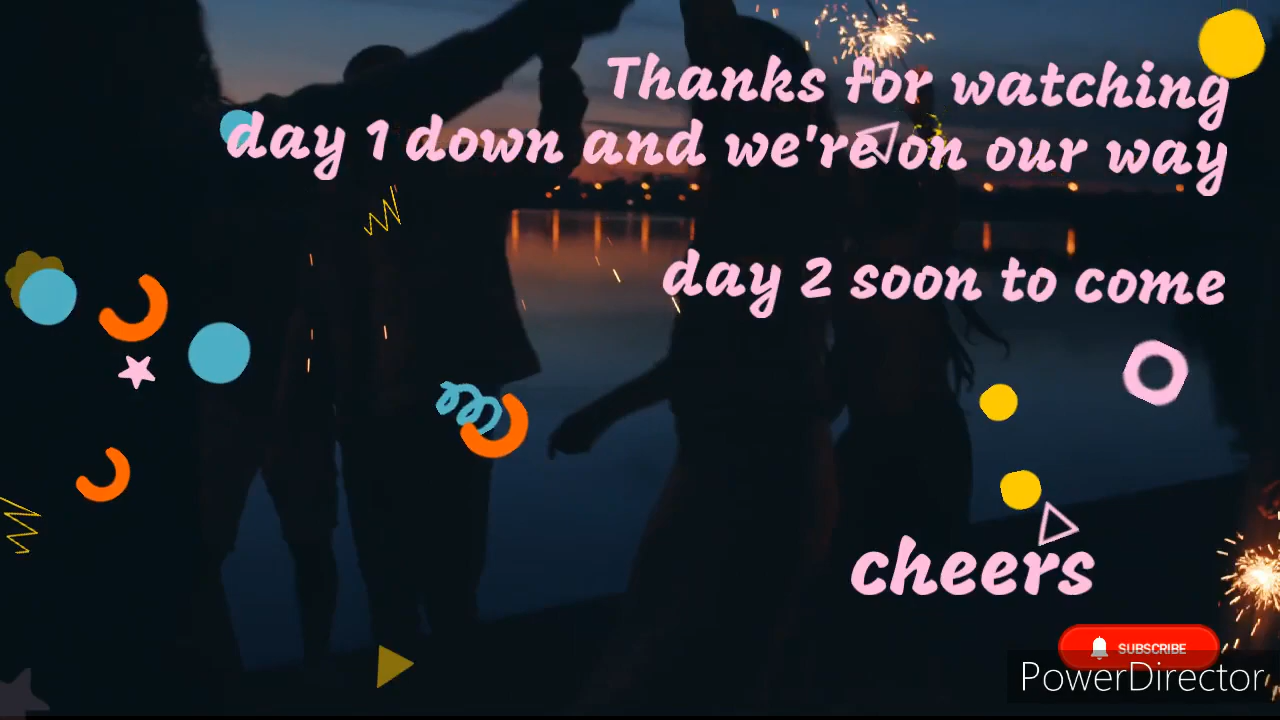 Thanks for watching
day 1 down and we're on our way
day 2 soon to come
cheers
SUBSCRIBE
PowerDirector